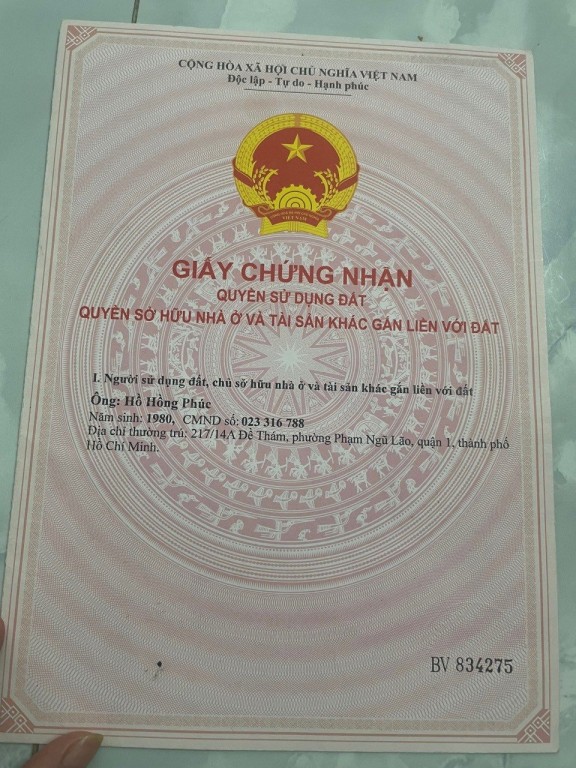 CỘNG HÒA XÃ HỘI CHỦ NGHĨA VIỆT NAM
Độc lập - Tự do - Hạnh phúc
VIỆT NAM
GIẤY CHỨNG NHẬN
QUYỀN SỬ DỤNG ĐẤT
QUYỀN SỞ HỮU NHÀ Ở VÀ TÀI SẢN KHÁC GẮN LIỀN VỚI ĐẤT
I. Người sử dụng đất, chủ sở hữu nhà ở và tài sản khác gắn liền với đất
Ông: Hồ Hồng Phúc
Năm sinh: 1980, CMND số: 023 316 788
Địa chỉ thường trú: 217/14A Đề Thám, phường Phạm Ngũ Lão, quận 1, thành phố
Hồ Chí Minh.
BV 834275